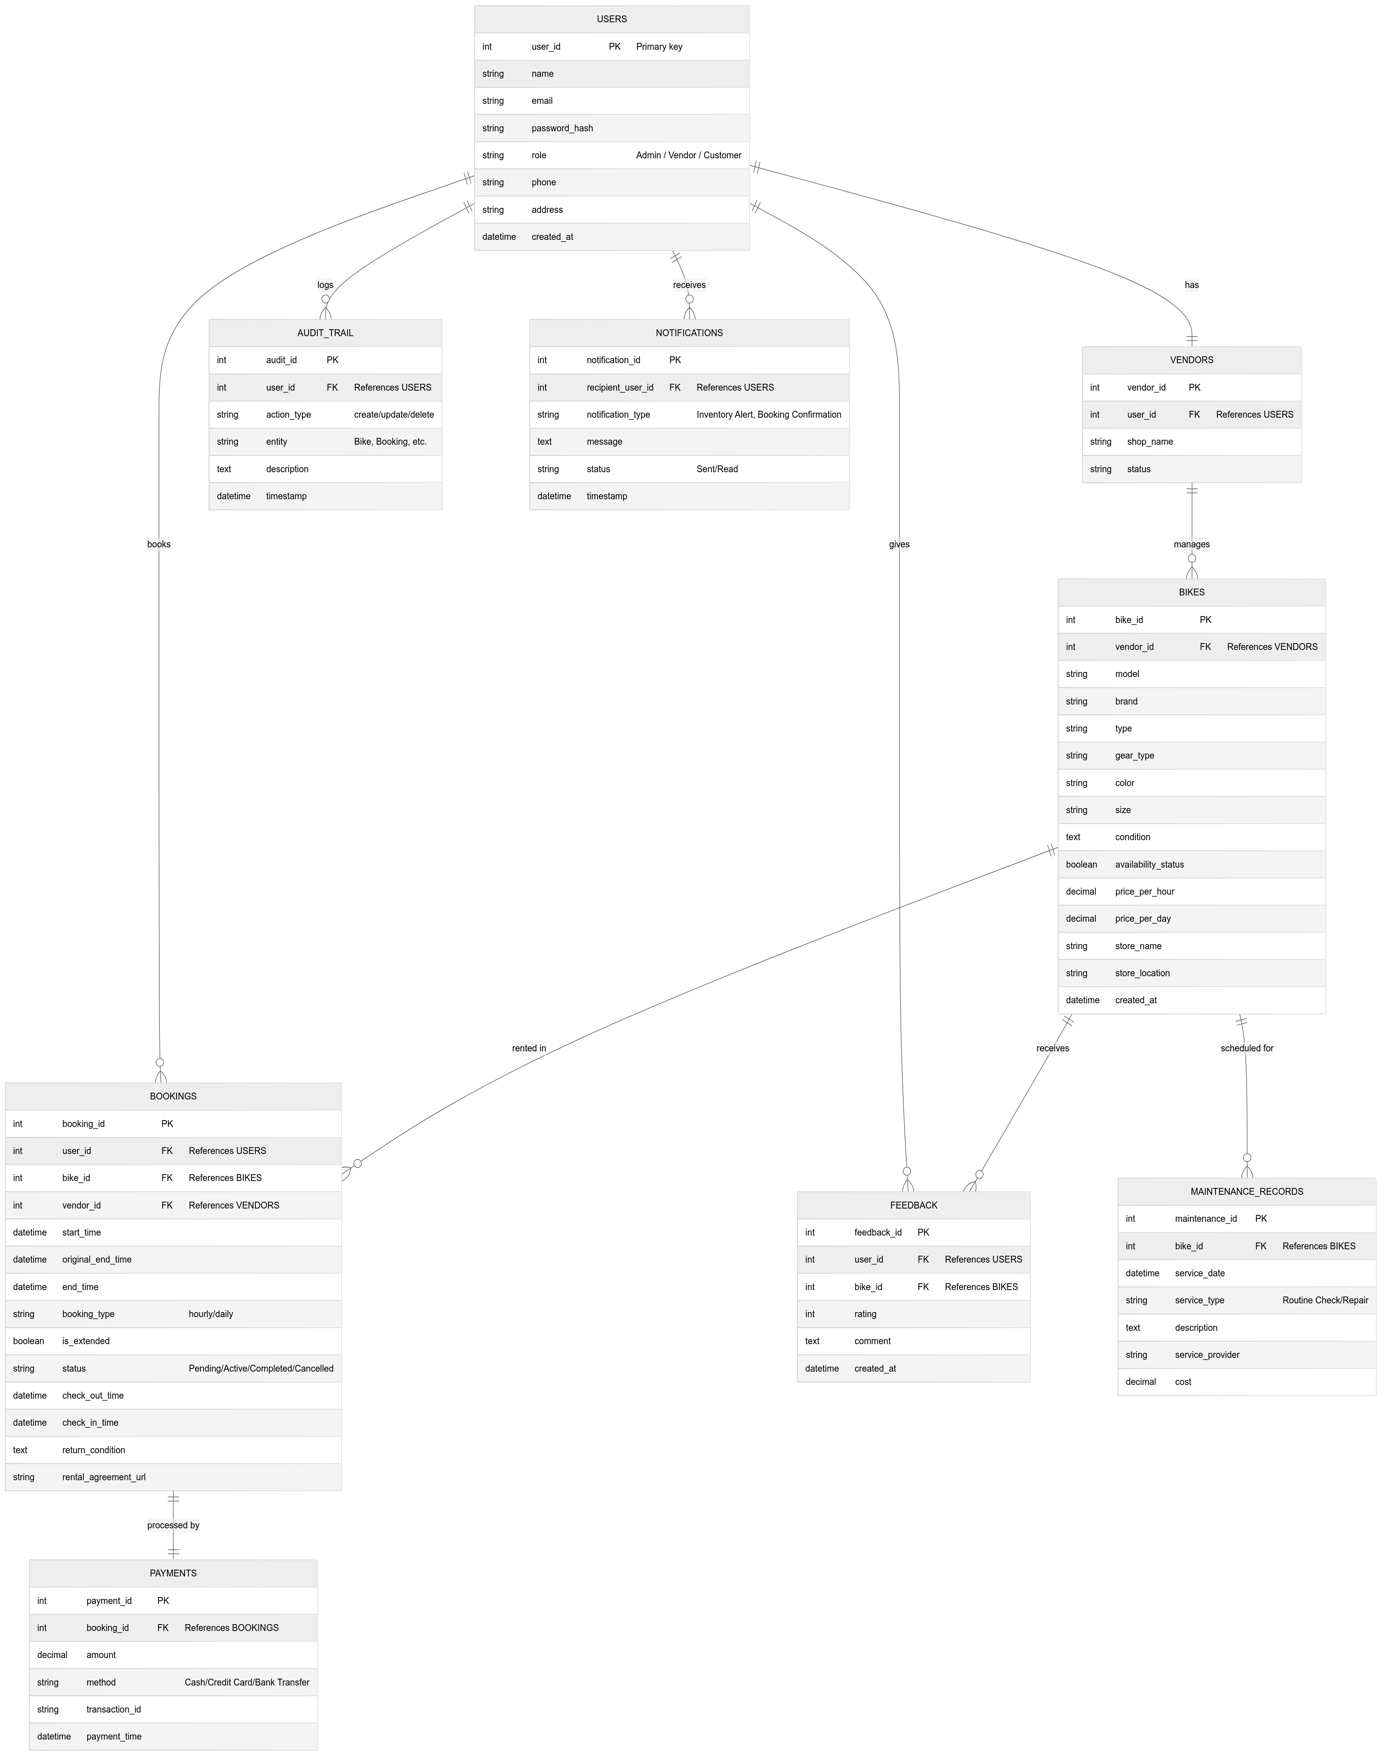 USERS
int user_id PK Primary key
string name
string email
string password_hash
string role Admin / Vendor / Customer
string phone
string address
datetime created_at
logs
receives
has
AUDIT_TRAIL
int audit_id PK
int user_id FK References USERS
string action_type create/update/delete
string entity Bike, Booking, etc.
text description
datetime timestamp
NOTIFICATIONS
int notification_id PK
int recipient_user_id FK References USERS
string notification_type Inventory Alert, Booking Confirmation
text message
string status Sent/Read
datetime timestamp
VENDORS
int vendor_id PK
int user_id FK References USERS
string shop_name
string status
books
gives
manages
BIKES
int bike_id PK
int vendor_id FK References VENDORS
string model
string brand
string type
string gear_type
string color
string size
text condition
boolean availability_status
decimal price_per_hour
decimal price_per_day
string store_name
string store_location
datetime created_at
rented in
receives
scheduled for
BOOKINGS
int booking_id PK
int user_id FK References USERS
int bike_id FK References BIKES
int vendor_id FK References VENDORS
datetime start_time
datetime original_end_time
datetime end_time
string booking_type hourly/daily
boolean is_extended
string status Pending/Active/Completed/Cancelled
datetime check_out_time
datetime check_in_time
text return_condition
string rental_agreement_url
FEEDBACK
int feedback_id PK
int user_id FK References USERS
int bike_id FK References BIKES
int rating
text comment
datetime created_at
MAINTENANCE_RECORDS
int maintenance_id PK
int bike_id FK References BIKES
datetime service_date
string service_type Routine Check/Repair
text description
string service_provider
decimal cost
processed by
PAYMENTS
int payment_id PK
int booking_id FK References BOOKINGS
decimal amount
string method Cash/Credit Card/Bank Transfer
string transaction_id
datetime payment_time